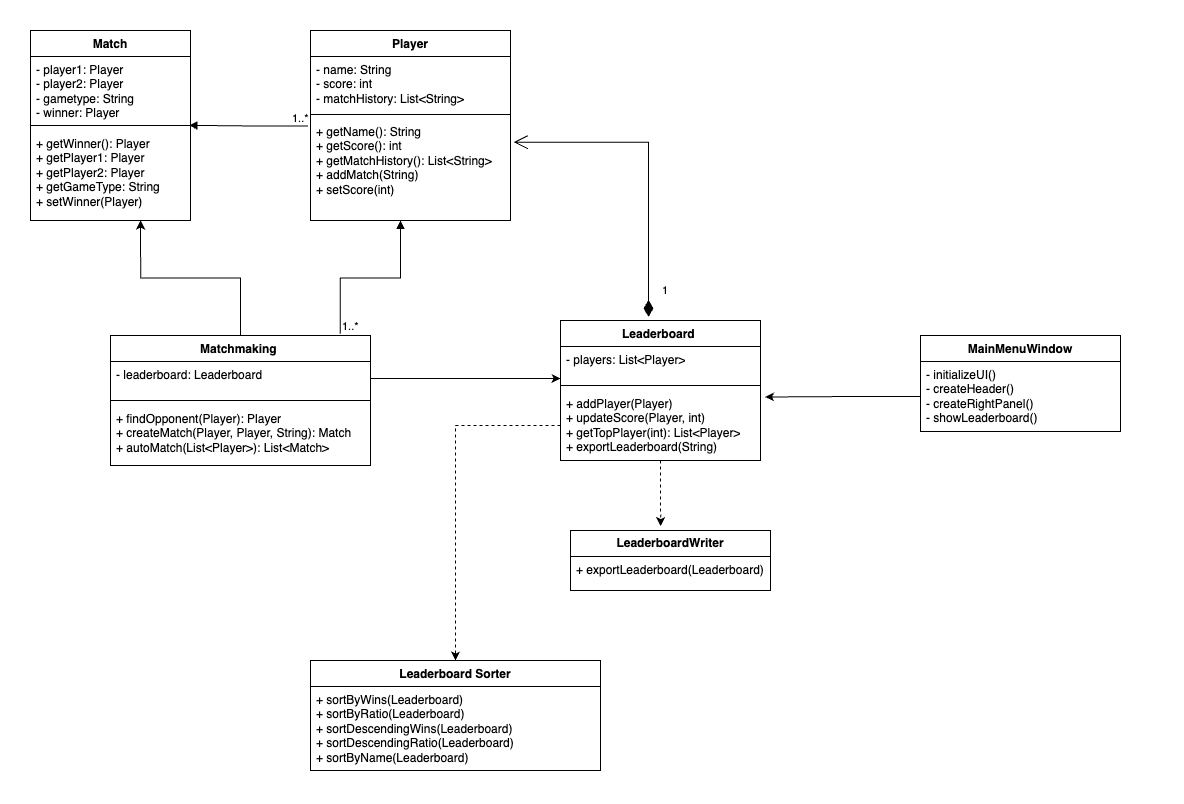 Match
- player1: Player
- player2: Player
- gametype: String
- winner: Player
+ getWinner(): Player
+ getPlayer1: Player
+ getPlayer2: Player
+ getGameType: String
+ setWinner(Player)
1..*
Player
- name: String
- score: int
- matchHistory: List<String>
+ getName(): String
+ getScore(): int
+ getMatchHistory(): List<String>
+ addMatch(String)
+ setScore(int)
1
1..*
Matchmaking
- leaderboard: Leaderboard
+ findOpponent(Player): Player
+ createMatch(Player, Player, String): Match
+ autoMatch(List<Player>): List<Match>
Leaderboard
- players: List<Player>
+ addPlayer(Player)
+ updateScore(Player, int)
+ getTopPlayer(int): List<Player>
+ exportLeaderboard(String)
MainMenuWindow
- initializeUI()
- createHeader()
- createRightPanel()
- showLeaderboard()
LeaderboardWriter
+ exportLeaderboard(Leaderboard)
Leaderboard Sorter
+ sortByWins(Leaderboard)
+ sortByRatio(Leaderboard)
+ sortDescendingWins(Leaderboard)
+ sortDescendingRatio(Leaderboard)
+ sortByName(Leaderboard)